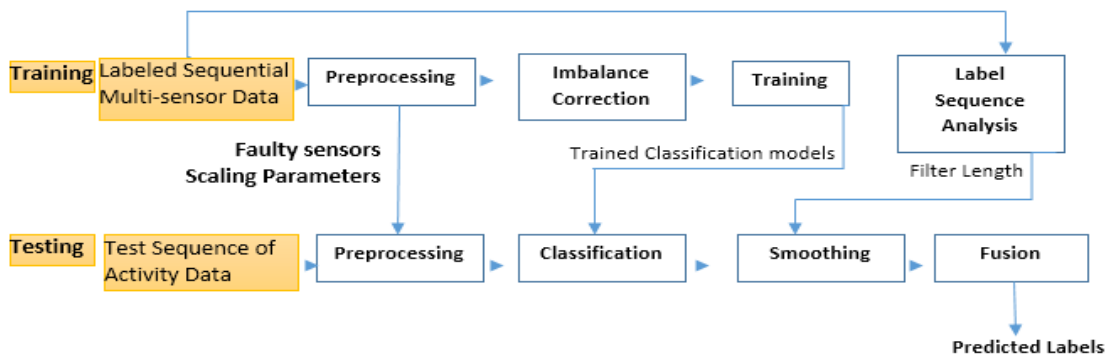 Training
Labeled Sequential
Multi-sensor Data
Preprocessing
Imbalance
Correction
Training
Label
Sequence
Analysis
Faulty sensors
Scaling Parameters
Trained Classification models
Filter Length
Testing
Test Sequence of
Activity Data
Preprocessing
Classification
Smoothing
Fusion
Predicted Labels